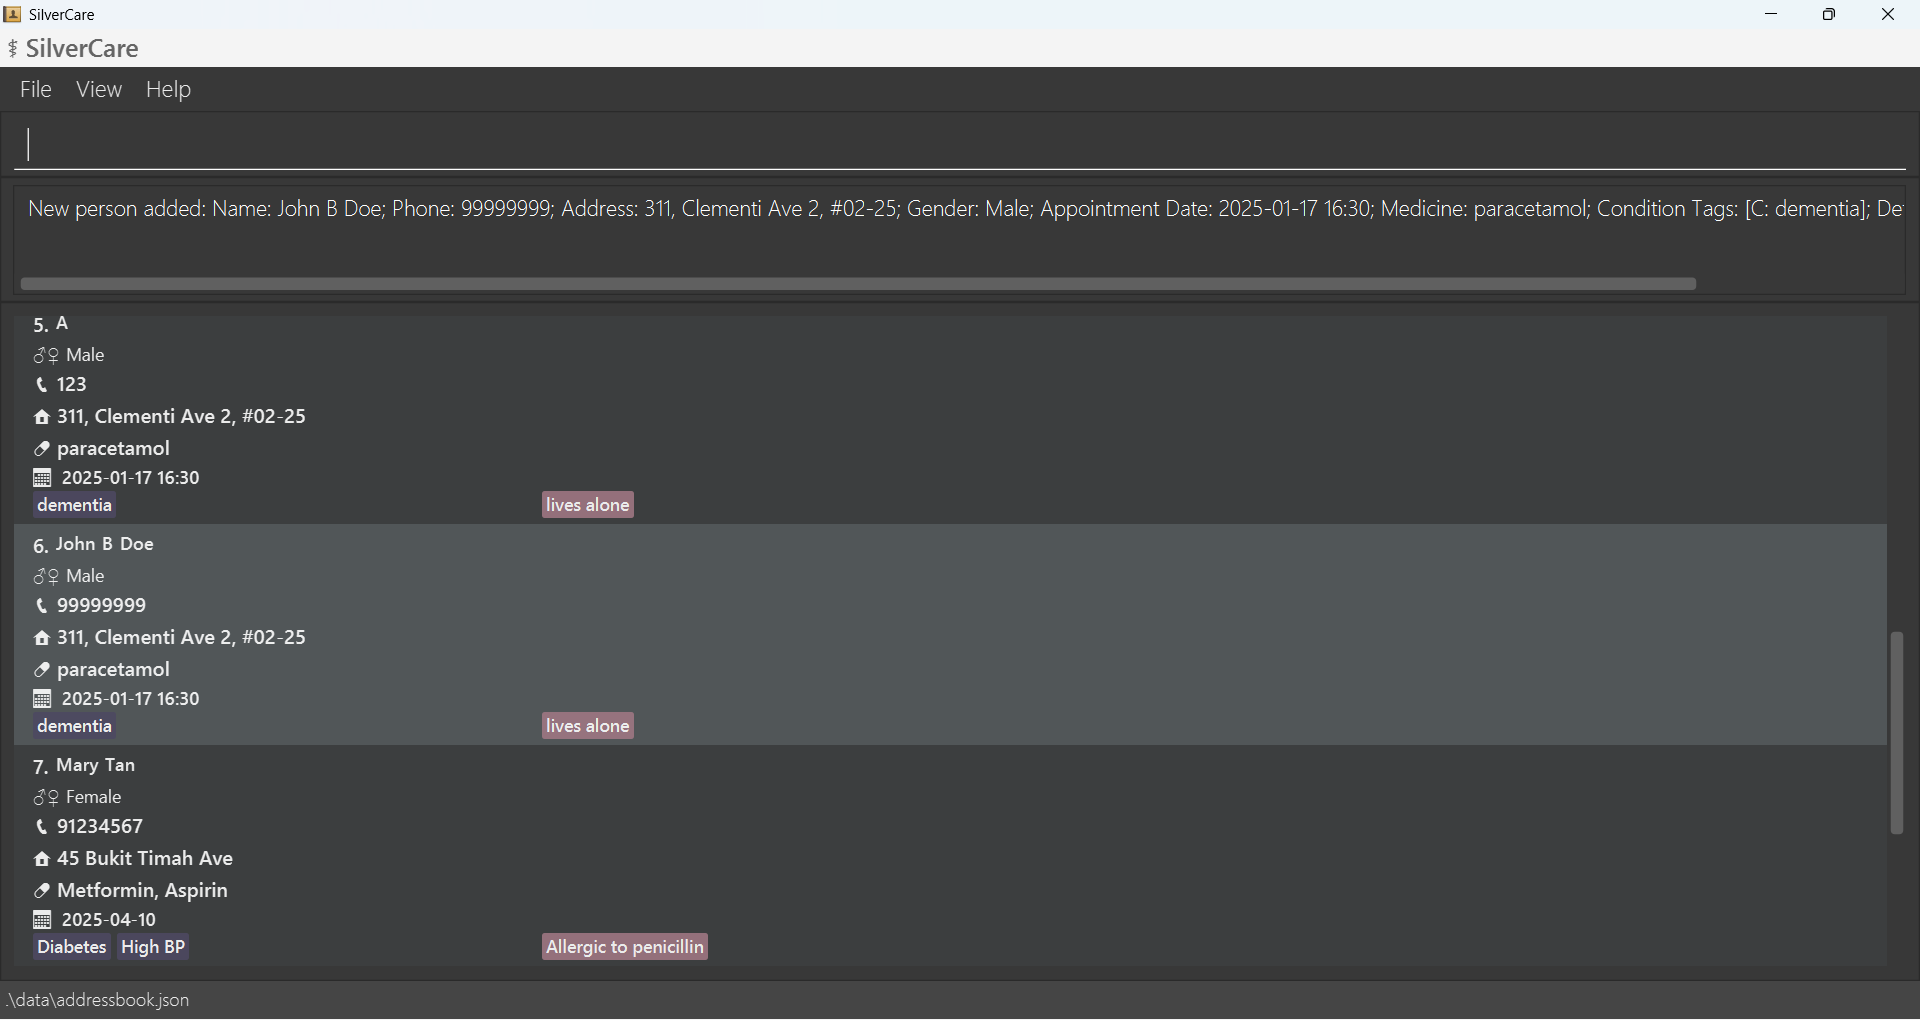 SilverCare
SilverCare
File View Help
New person added: Name: John B Doe; Phone: 99999999; Address: 311, Clementi Ave 2, #02-25; Gender: Male; Appointment Date: 2025-01-17 16:30; Medicine: paracetamol; Condition Tags: [C: dementia]; De
5. A
Male
123
311, Clementi Ave 2, #02-25
paracetamol
2025-01-17 16:30
dementia lives alone
6. John B Doe
Male
99999999
311, Clementi Ave 2, #02-25
paracetamol
2025-01-17 16:30
dementia lives alone
7. Mary Tan
Female
91234567
45 Bukit Timah Ave
Metformin, Aspirin
2025-04-10
Diabetes High BP Allergic to penicillin
.\data\addressbook.json